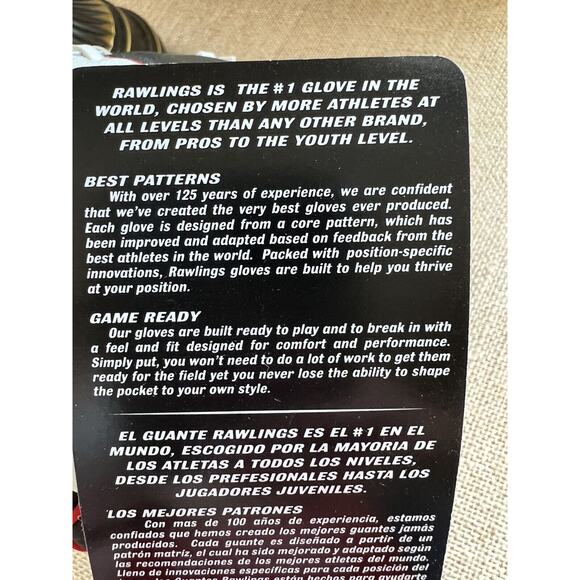 RAWLINGS IS THE #1 GLOVE IN THE
WORLD, CHOSEN BY MORE ATHLETES AT
ALL LEVELS THAN ANY OTHER BRAND,
FROM PROS TO THE YOUTH LEVEL.
BEST PATTERNS
With over 125 years of experience, we are confident
that we've created the very best gloves ever produced.
Each glove is designed from a core pattern, which has
been improved and adapted based on feedback from the
best athletes in the world. Packed with position-specific
innovations, Rawlings gloves are built to help you thrive
at your position.
GAME READY
Our gloves are built ready to play and to break in with
a feel and fit designed for comfort and performance.
Simply put, you won't need to do a lot of work to get them
ready for the field yet you never lose the ability to shape
the pocket to your own style.
EL GUANTE RAWLINGS ES EL #1 EN EL
MUNDO, ESCOGIDO POR LA MAYORIA DE
LOS ATLETAS A TODOS LOS NIVELES,
DESDE LOS PREFESIONALES HASTA LOS
JUGADORES JUVENILES.
LOS MEJORES PATRONES
Con mas de 100 años de experiencia, estamos
confiados que hemos creado los mejores guantes jamás
producidos. Cada guante es diseñado a partir de un
patrón matriz, el cual ha sido mejorado y adaptado según
las recomendaciones de los mejores atletas del mundo.
Lleno de innovaciones específicas para cada posición del
Guantes Rawlings están hechos para ayudarte